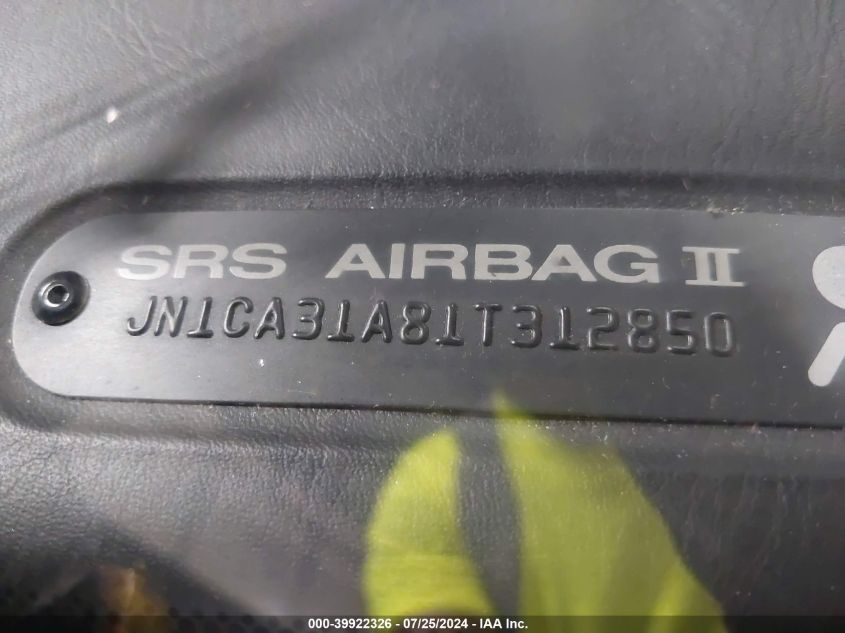 SRS AIRBAG II
JN1CA31A81T312850
000-39922326 / 07/25/2024 - IAA Inc.